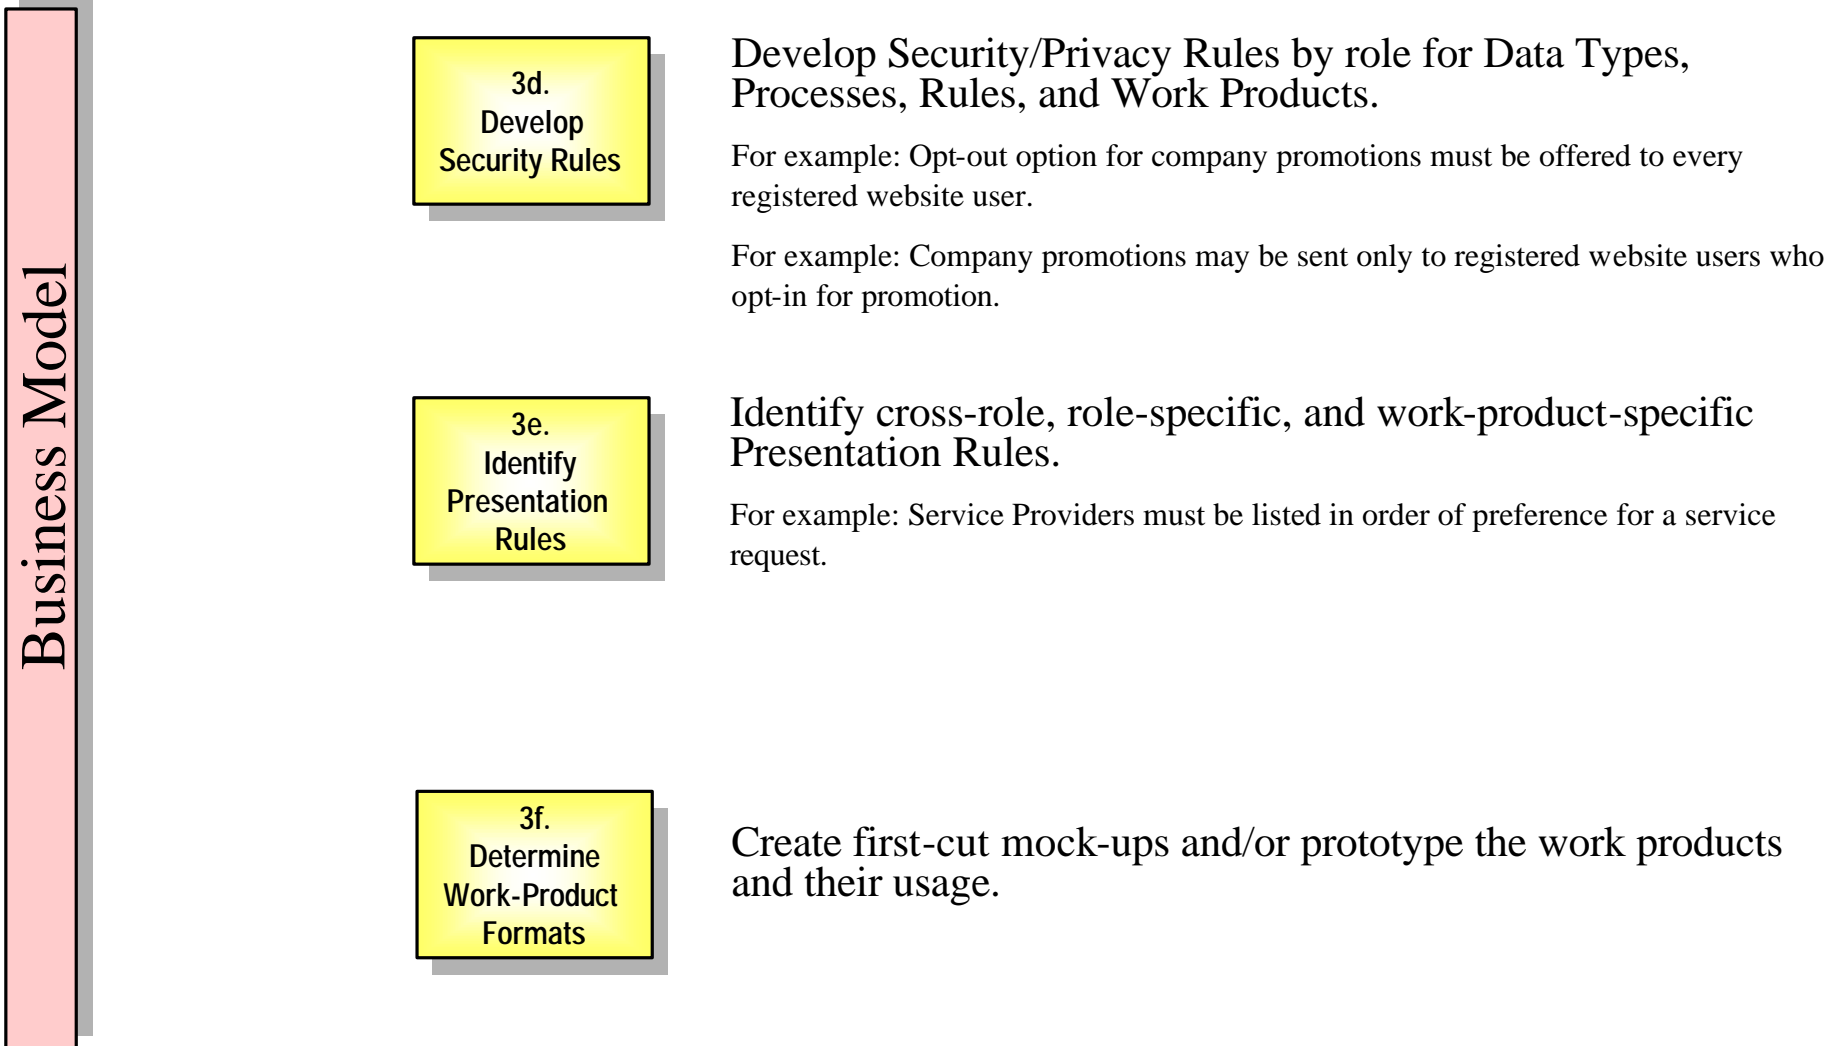 Business Model
3d.
Develop
Security Rules
Develop Security/Privacy Rules by role for Data Types,
Processes, Rules, and Work Products.
For example: Opt-out option for company promotions must be offered to every
registered website user.
For example: Company promotions may be sent only to registered website users who
opt-in for promotion.
3e.
Identify
Presentation
Rules
Identify cross-role, role-specific, and work-product-specific
Presentation Rules.
For example: Service Providers must be listed in order of preference for a service
request.
3f.
Determine
Work-Product
Formats
Create first-cut mock-ups and/or prototype the work products
and their usage.